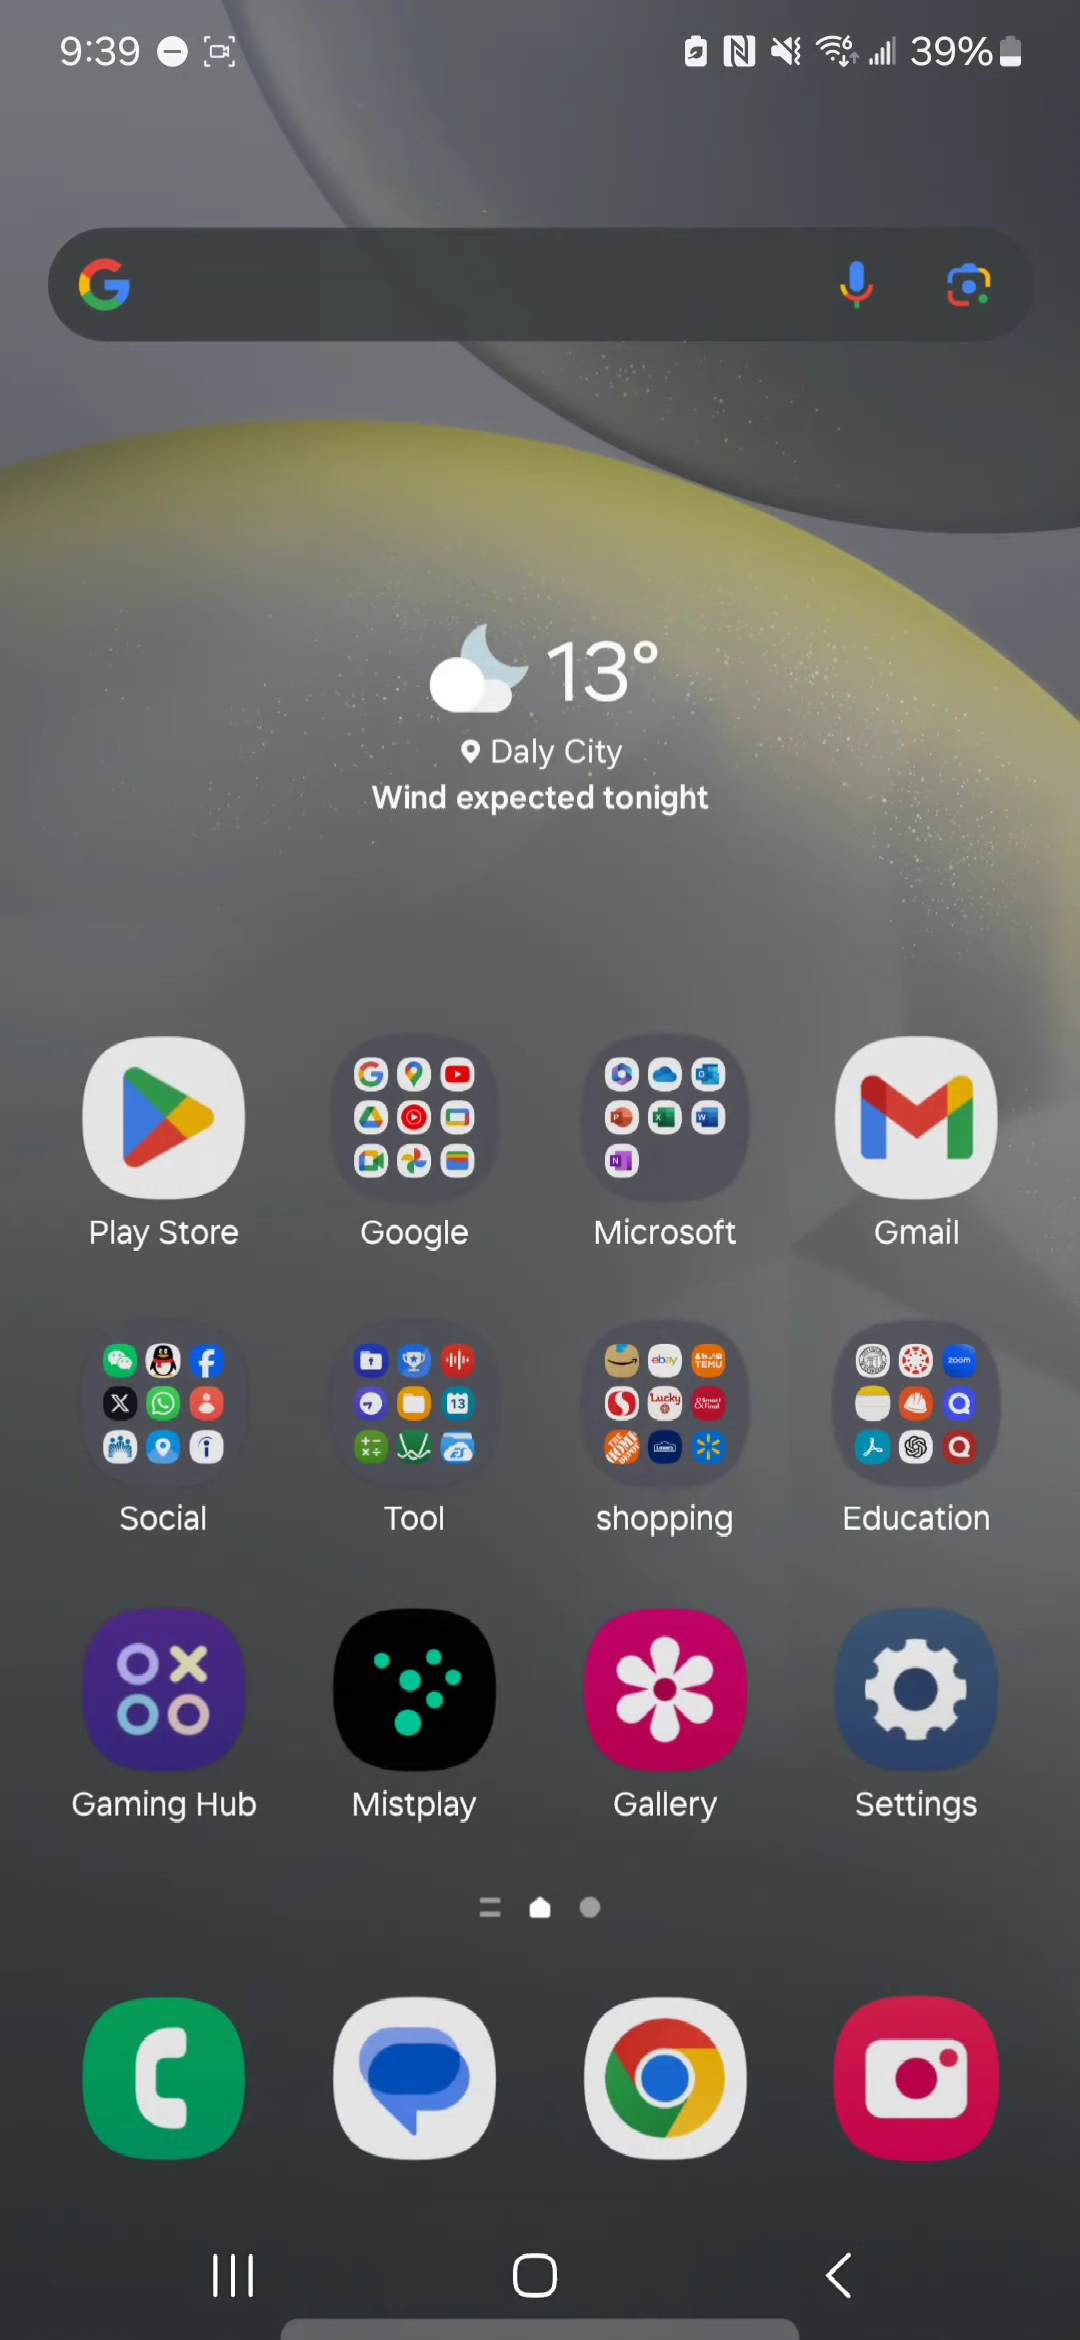 9:39
39%
13°
Daly City
Wind expected tonight
Play Store
Google
Microsoft
Gmail
Social
Tool
shopping
Education
Gaming Hub
Mistplay
Gallery
Settings